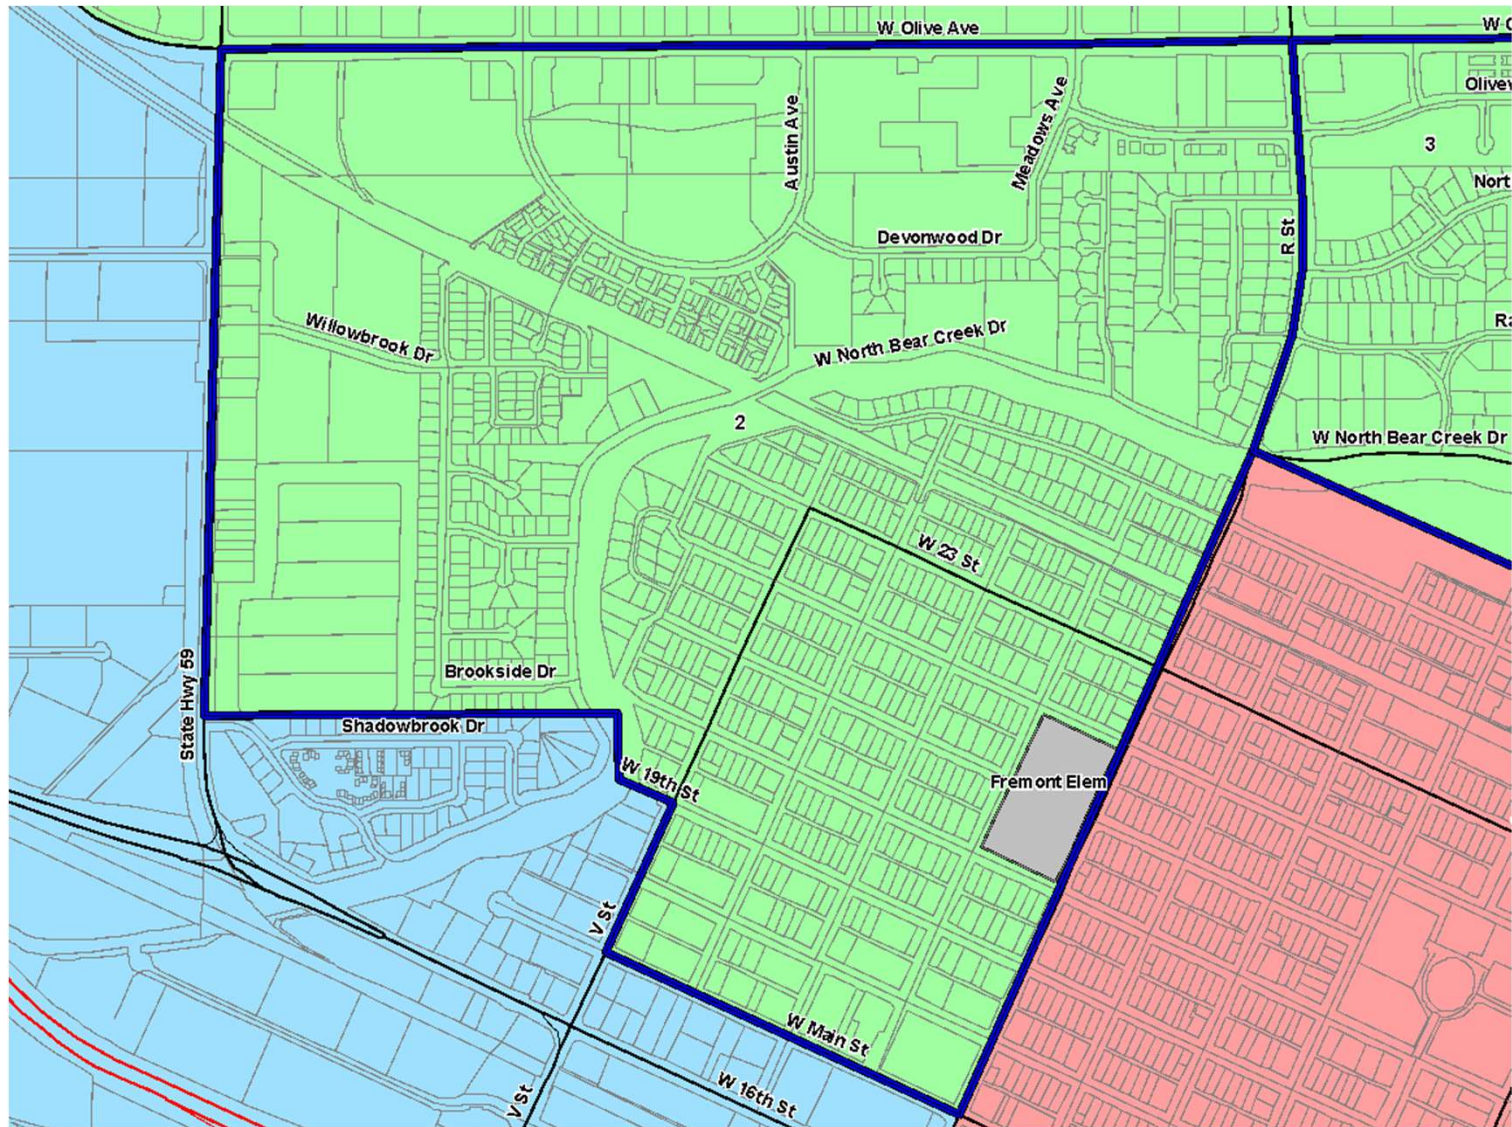 W Olive Ave
W O
Olivev
Austin Ave
Meadows Ave
3
Nort
R St
Devonwood Dr
Willowbrook Dr
W North Bear Creek Dr
Ra
2
W North Bear Creek Dr
W 23 St
State Hwy 59
Brookside Dr
Shadowbrook Dr
W 19th St
Fremont Elem
V St
W Main St
W 16th St
V St